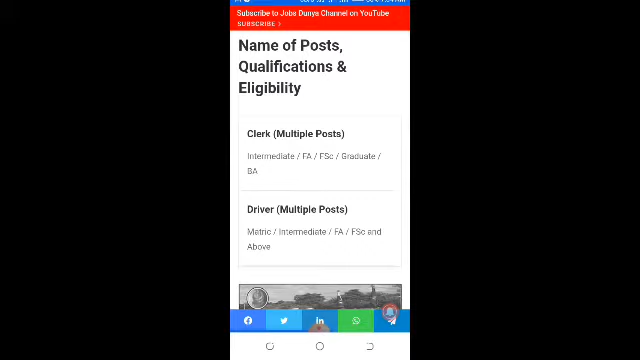 Subscribe to Jobs Dunya Channel on YouTube
SUBSCRIBE >
Name of Posts,
Qualifications &
Eligibility
Clerk (Multiple Posts)
Intermediate / FA / FSc / Graduate /
BA
Driver (Multiple Posts)
Matric / Intermediate / FA / FSc and
Above